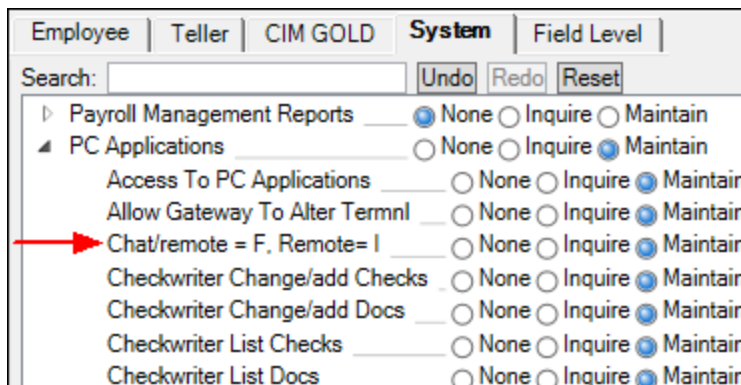 Employee Teller CIM GOLD System Field Level
Search: Undo Redo Reset
Payroll Management Reports None Inquire Maintain
PC Applications None Inquire Maintain
Access To PC Applications None Inquire Maintain
Allow Gateway To Alter Termnl None Inquire Maintain
Chat/remote = F, Remote= I None Inquire Maintain
Checkwriter Change/add Checks None Inquire Maintain
Checkwriter Change/add Docs None Inquire Maintain
Checkwriter List Checks None Inquire Maintain
Checkwriter List Docs None Inquire Maintain